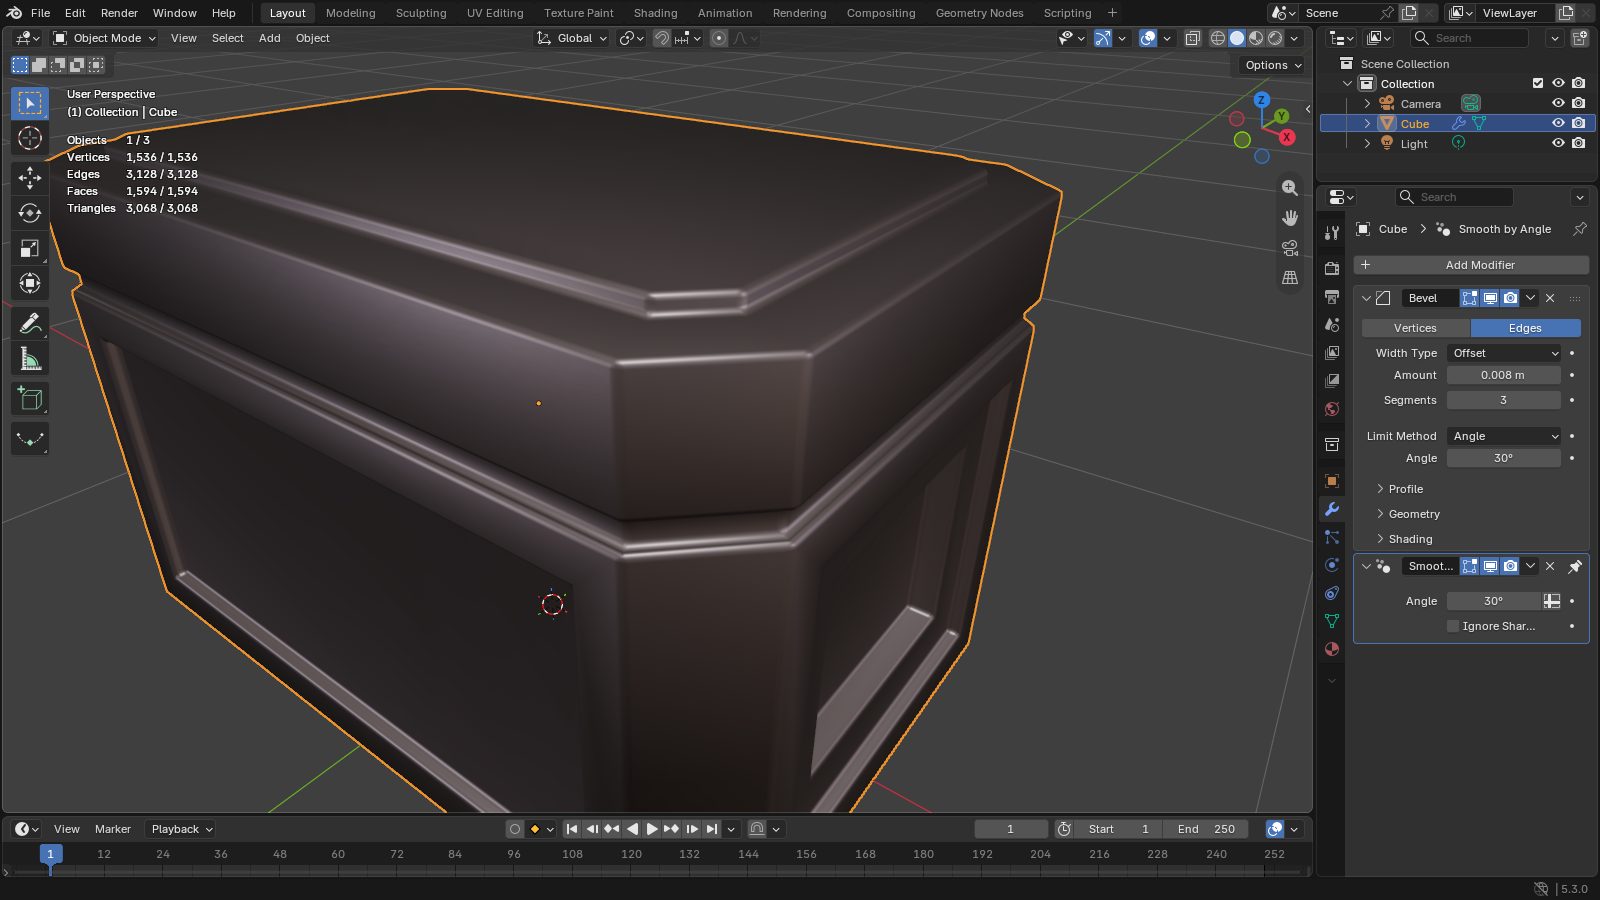 File Edit Render Window Help Layout Modeling Sculpting UV Editing Texture Paint Shading Animation Rendering Compositing Geometry Nodes Scripting + Scene ViewLayer
Object Mode View Select Add Object Global Search
Options
User Perspective
(1) Collection | Cube
Objects 1 / 3
Vertices 1,536 / 1,536
Edges 3,128 / 3,128
Faces 1,594 / 1,594
Triangles 3,068 / 3,068
Z
Y
X
Scene Collection
Collection
Camera
Cube
Light
Search
Cube > Smooth by Angle
+ Add Modifier
Bevel
Vertices Edges
Width Type Offset
Amount 0.008 m
Segments 3
Limit Method Angle
Angle 30°
Profile
Geometry
Shading
Smoot...
Angle 30°
Ignore Shar...
View Marker Playback 1 Start 1 End 250
1 12 24 36 48 60 72 84 96 108 120 132 144 156 168 180 192 204 216 228 240 252
5.3.0